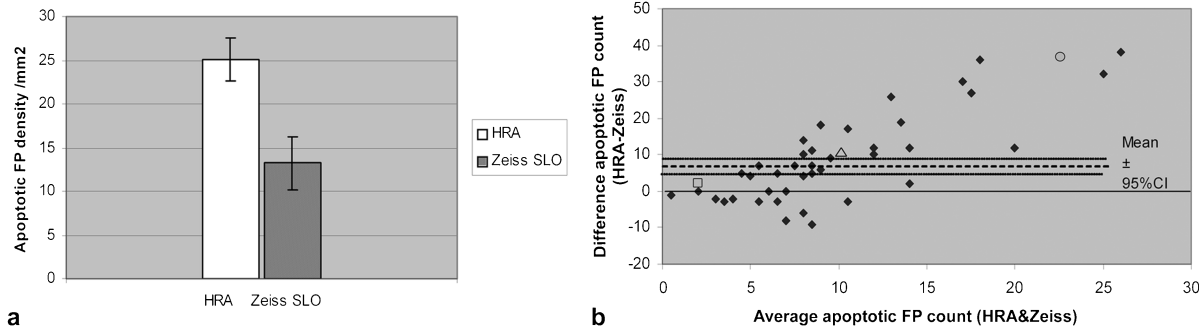 30
25
20
15
10
5
0
Apoptotic FP density /mm2
HRA Zeiss SLO
HRA
Zeiss SLO
a
50
40
30
20
10
0
-10
-20
Difference apoptotic FP count
(HRA-Zeiss)
Mean
±
95%CI
0 5 10 15 20 25 30
Average apoptotic FP count (HRA&Zeiss)
b